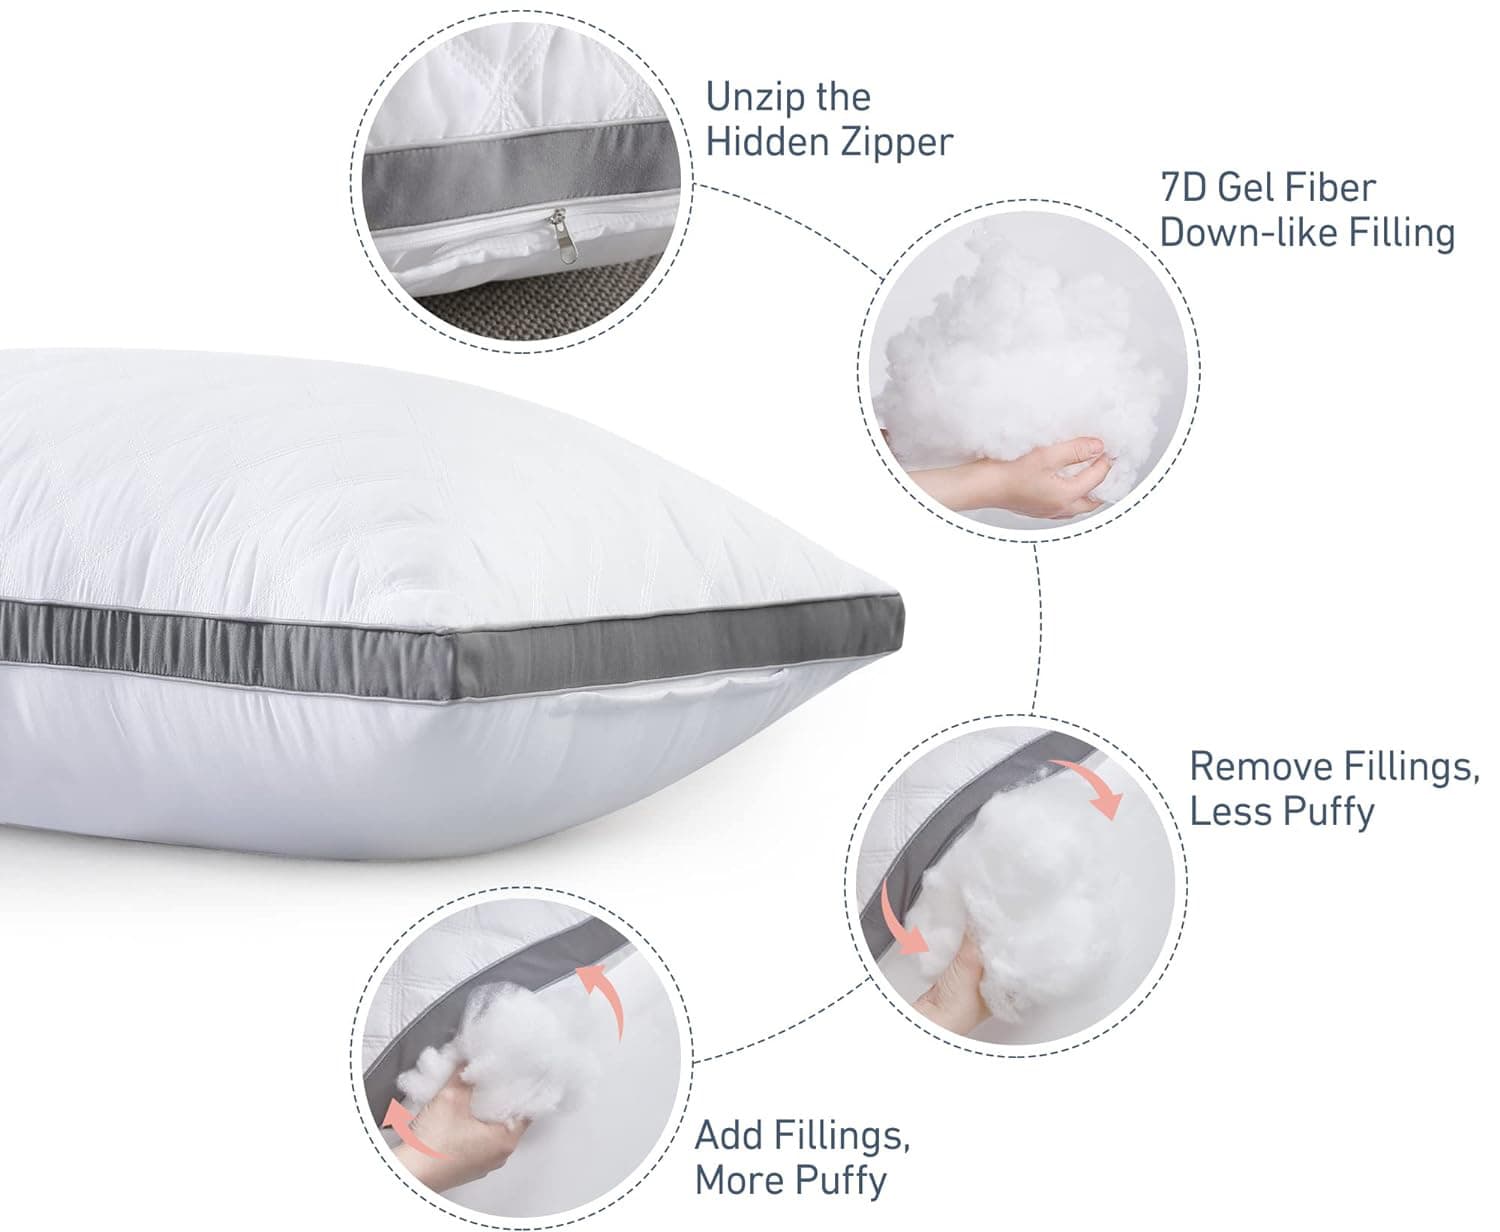 Unzip the
Hidden Zipper
7D Gel Fiber
Down-like Filling
Remove Fillings,
Less Puffy
Add Fillings,
More Puffy